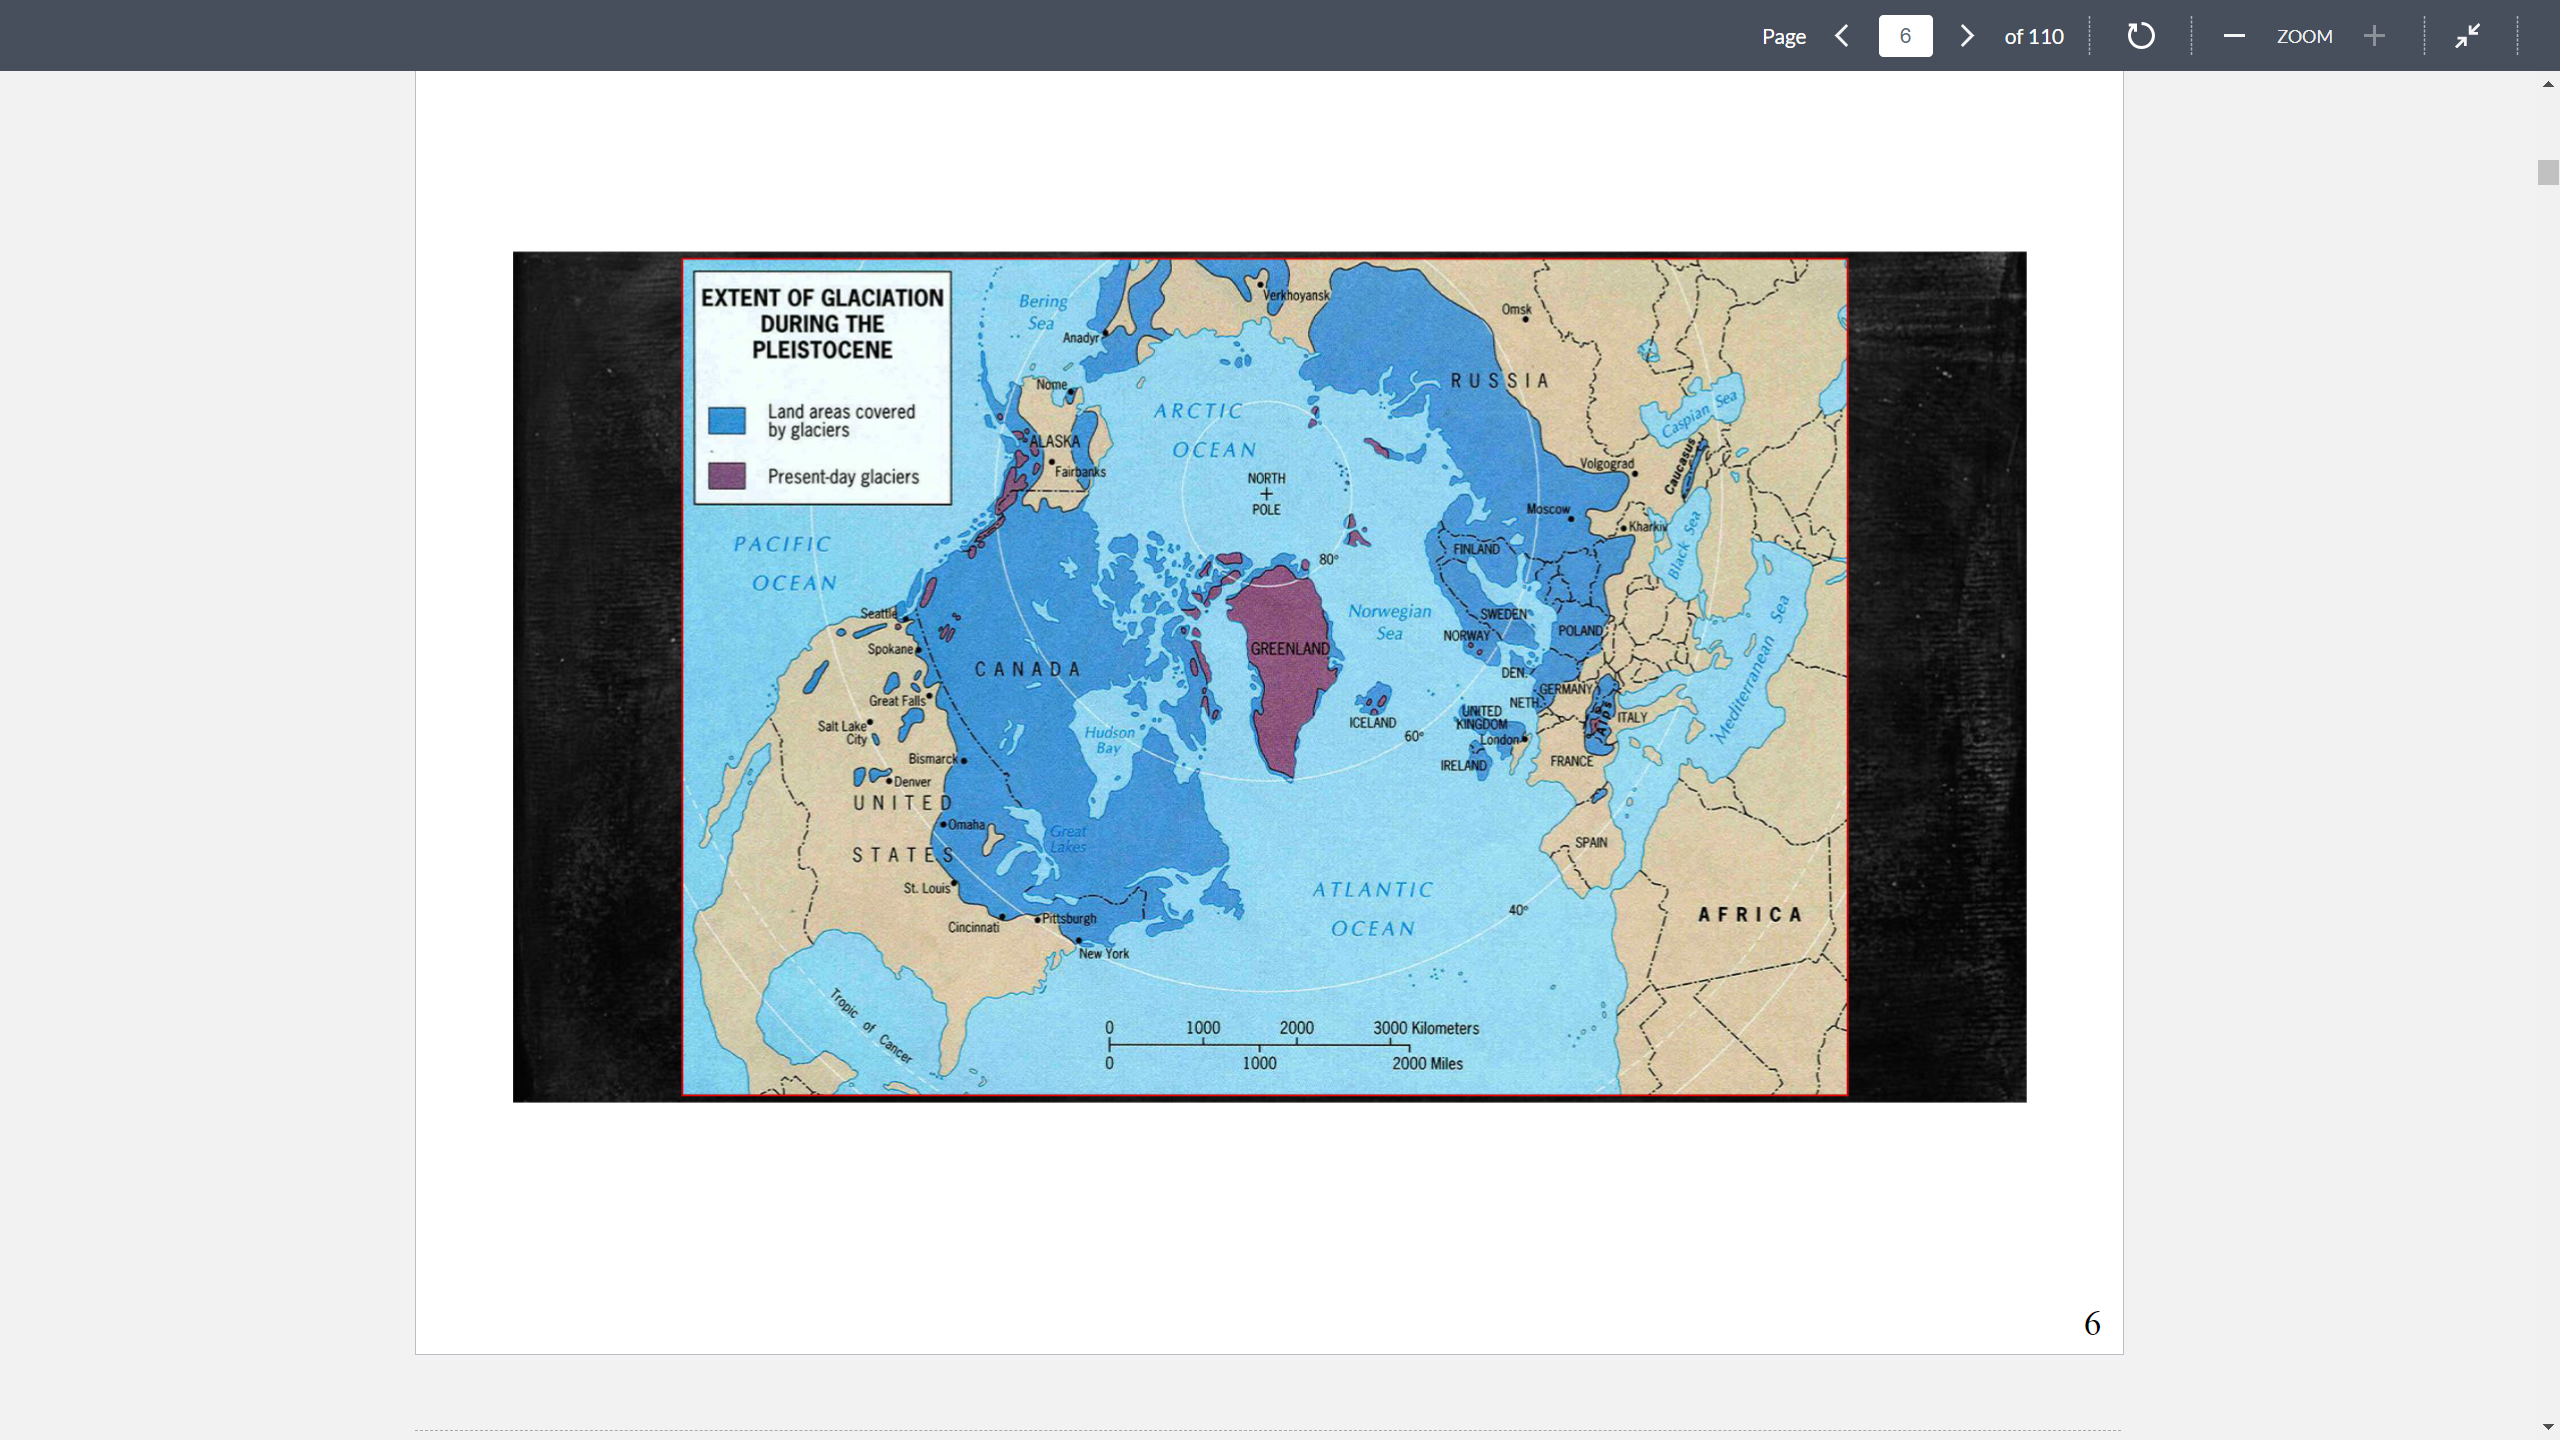 Page 6 of 110 ZOOM
EXTENT OF GLACIATION
DURING THE
PLEISTOCENE
Land areas covered
by glaciers
Present-day glaciers
Bering
Sea
Anadyr
Verkhoyansk
Omsk
Nome
ARCTIC
OCEAN
RUSSIA
Caspian Sea
ALASKA
Fairbanks
NORTH
POLE
Volgograd
Caucasus
Moscow
Kharkiv
PACIFIC
OCEAN
FINLAND
80°
Black Sea
Seattle
Norwegian
Sea
SWEDEN
NORWAY
POLAND
Spokane
CANADA
GREENLAND
DEN.
GERMANY
Mediterranean Sea
Great Falls
NETH.
Alps
ITALY
Salt Lake
City
Hudson
Bay
ICELAND
60°
UNITED
KINGDOM
London
Bismarck
IRELAND
FRANCE
Denver
UNITED
STATES
Omaha
Great
Lakes
SPAIN
St. Louis
ATLANTIC
OCEAN
40°
AFRICA
Cincinnati
Pittsburgh
New York
Tropic of Cancer
0 1000 2000 3000 Kilometers
0 1000 2000 Miles
6